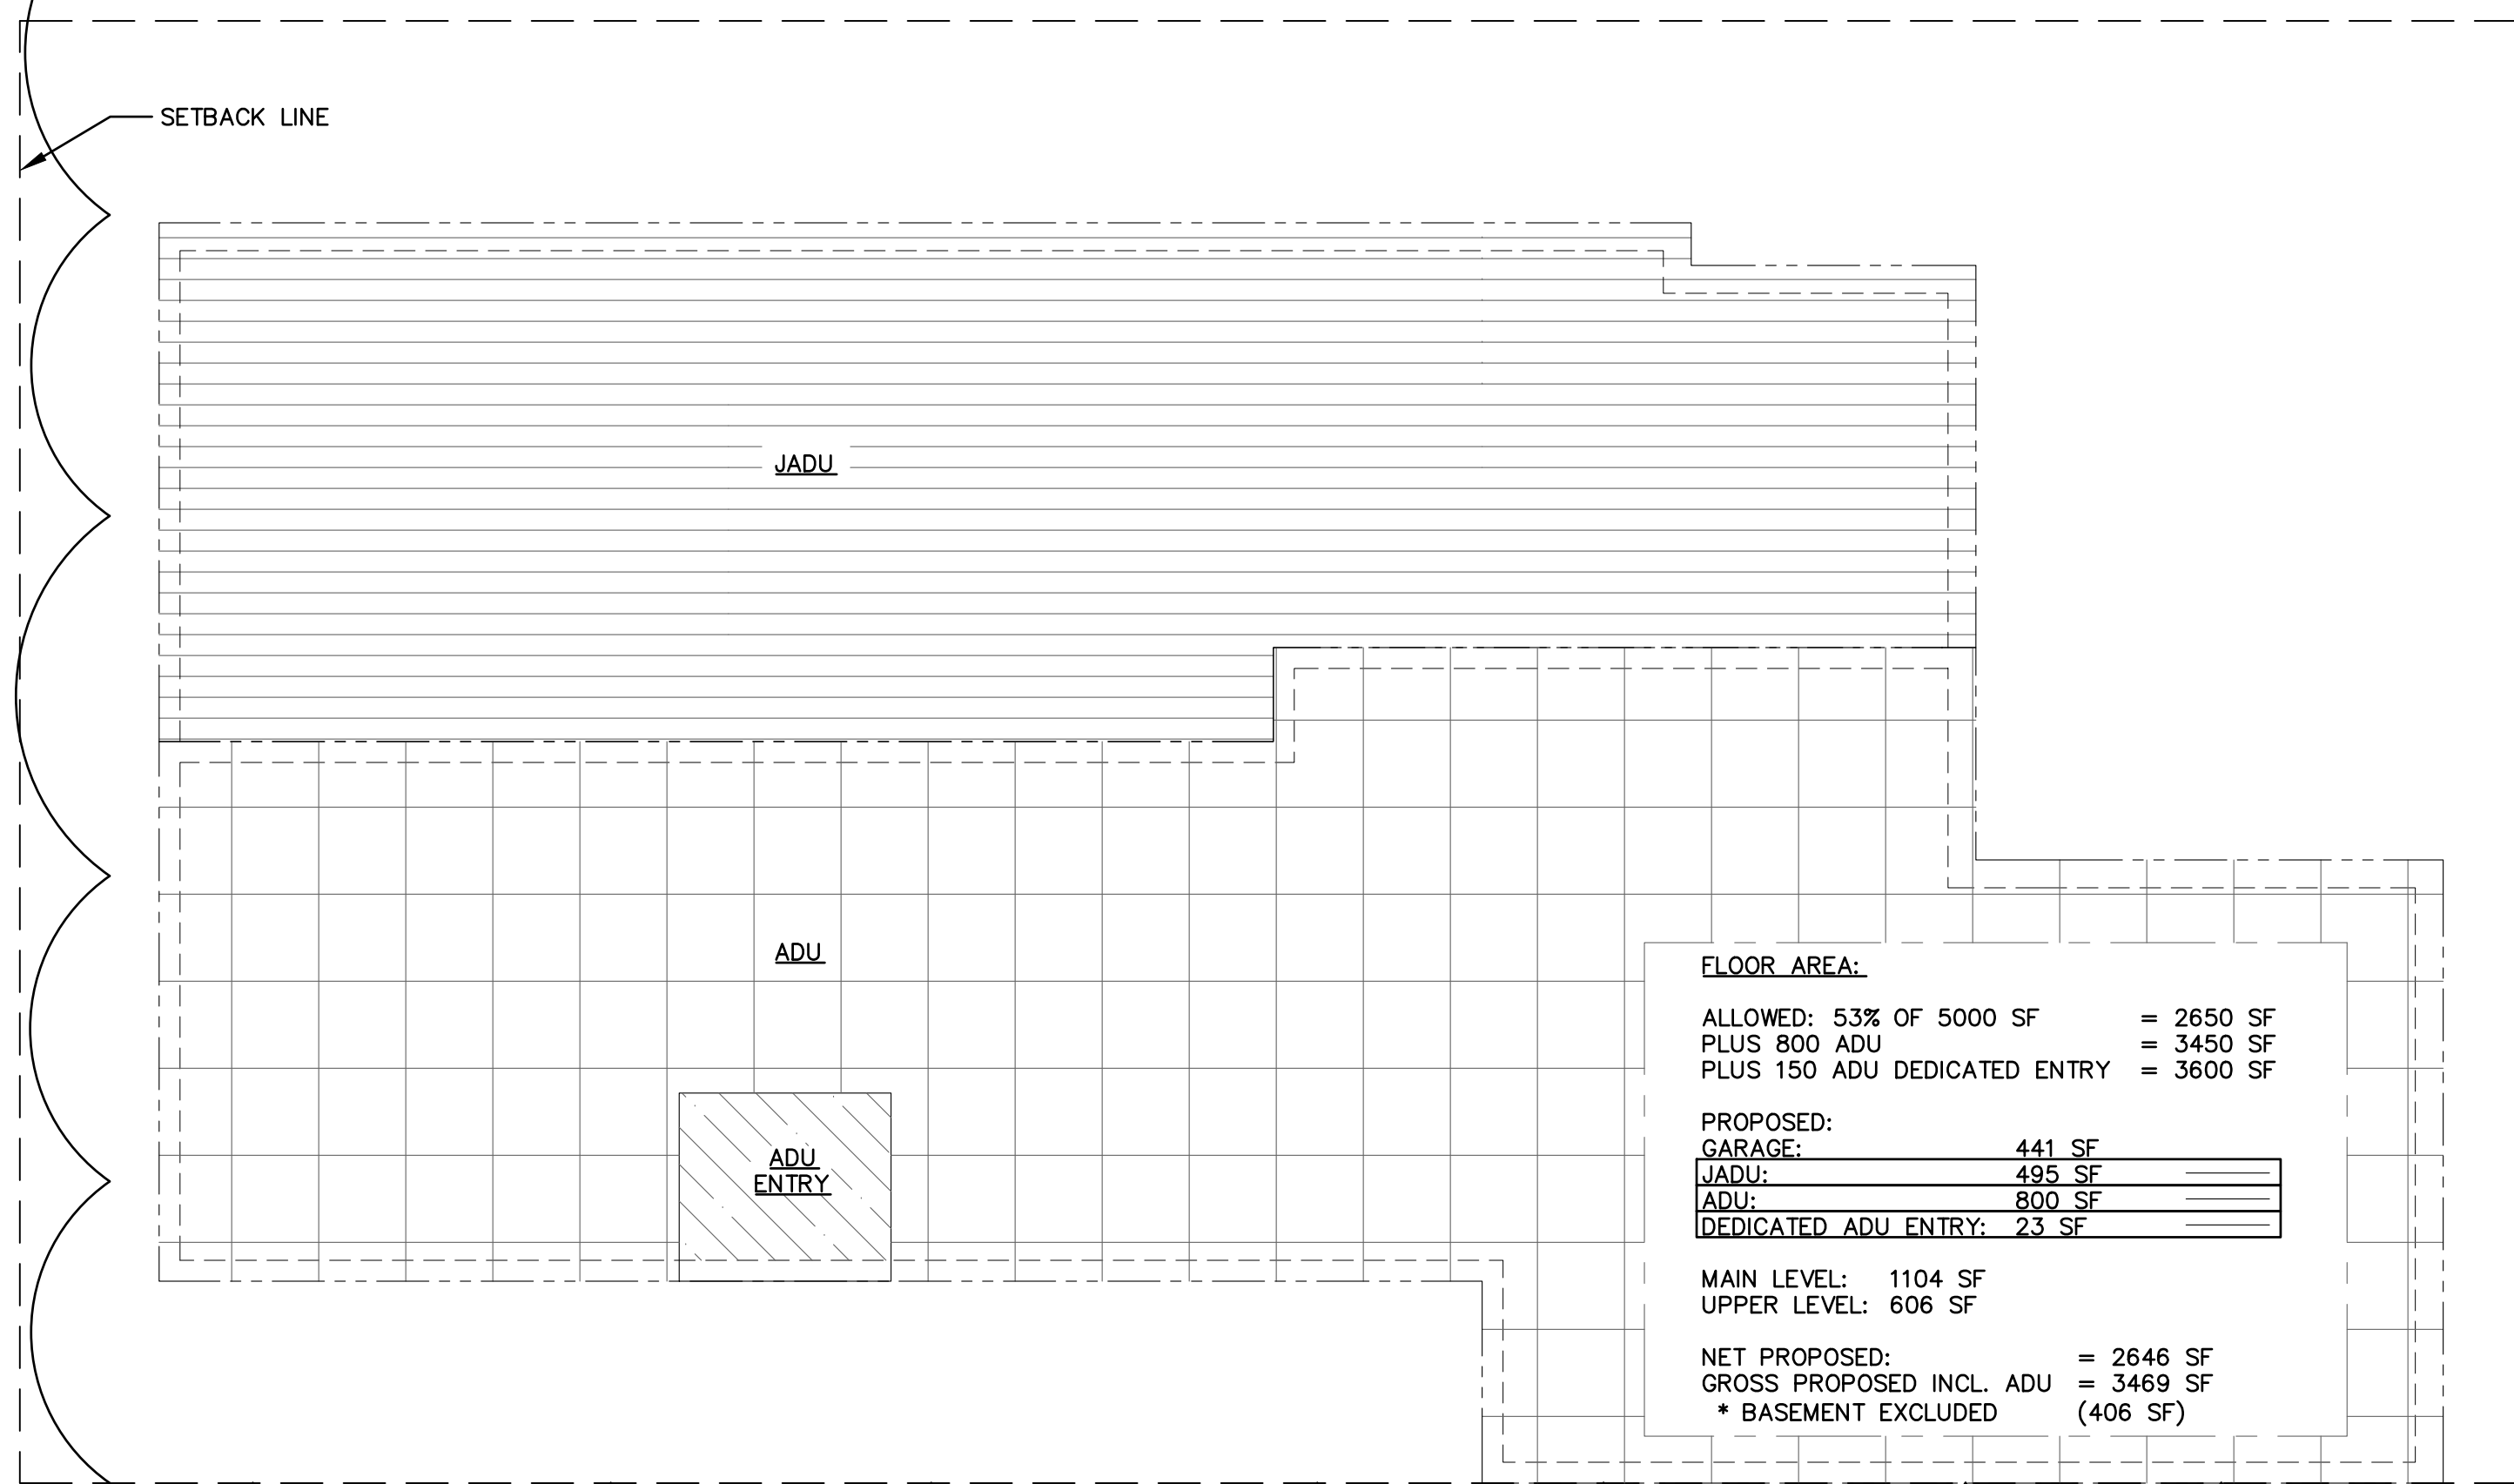 SETBACK LINE
JADU
ADU
ADU
ENTRY
FLOOR AREA:
ALLOWED: 53% OF 5000 SF = 2650 SF
PLUS 800 ADU = 3450 SF
PLUS 150 ADU DEDICATED ENTRY = 3600 SF
PROPOSED:
GARAGE: 441 SF
JADU: 495 SF
ADU: 800 SF
DEDICATED ADU ENTRY: 23 SF
MAIN LEVEL: 1104 SF
UPPER LEVEL: 606 SF
NET PROPOSED: = 2646 SF
GROSS PROPOSED INCL. ADU = 3469 SF
* BASEMENT EXCLUDED (406 SF)